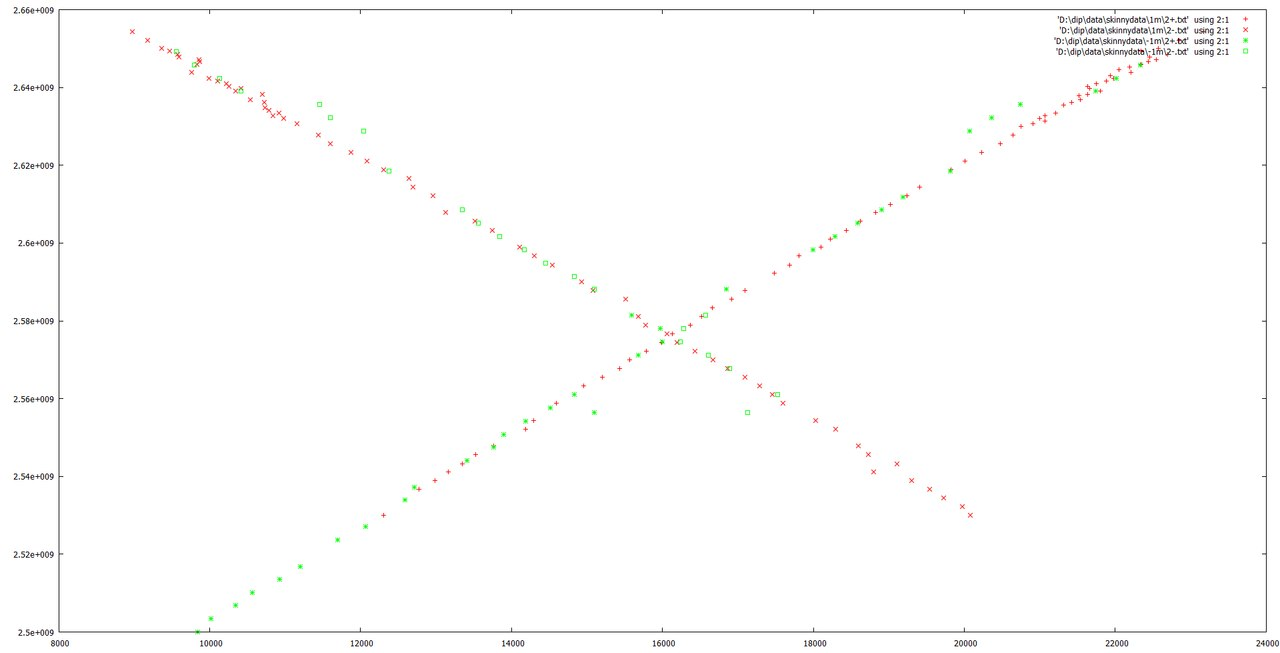 2.66e+009
'D:\dip\data\skinnydata\1m\2+.txt' using 2:1
'D:\dip\data\skinnydata\1m\2-.txt' using 2:1
'D:\dip\data\skinnydata\-1m\2+.txt' using 2:1
'D:\dip\data\skinnydata\-1m\2-.txt' using 2:1
2.64e+009
2.62e+009
2.6e+009
2.58e+009
2.56e+009
2.54e+009
2.52e+009
2.5e+009
8000 10000 12000 14000 16000 18000 20000 22000 24000